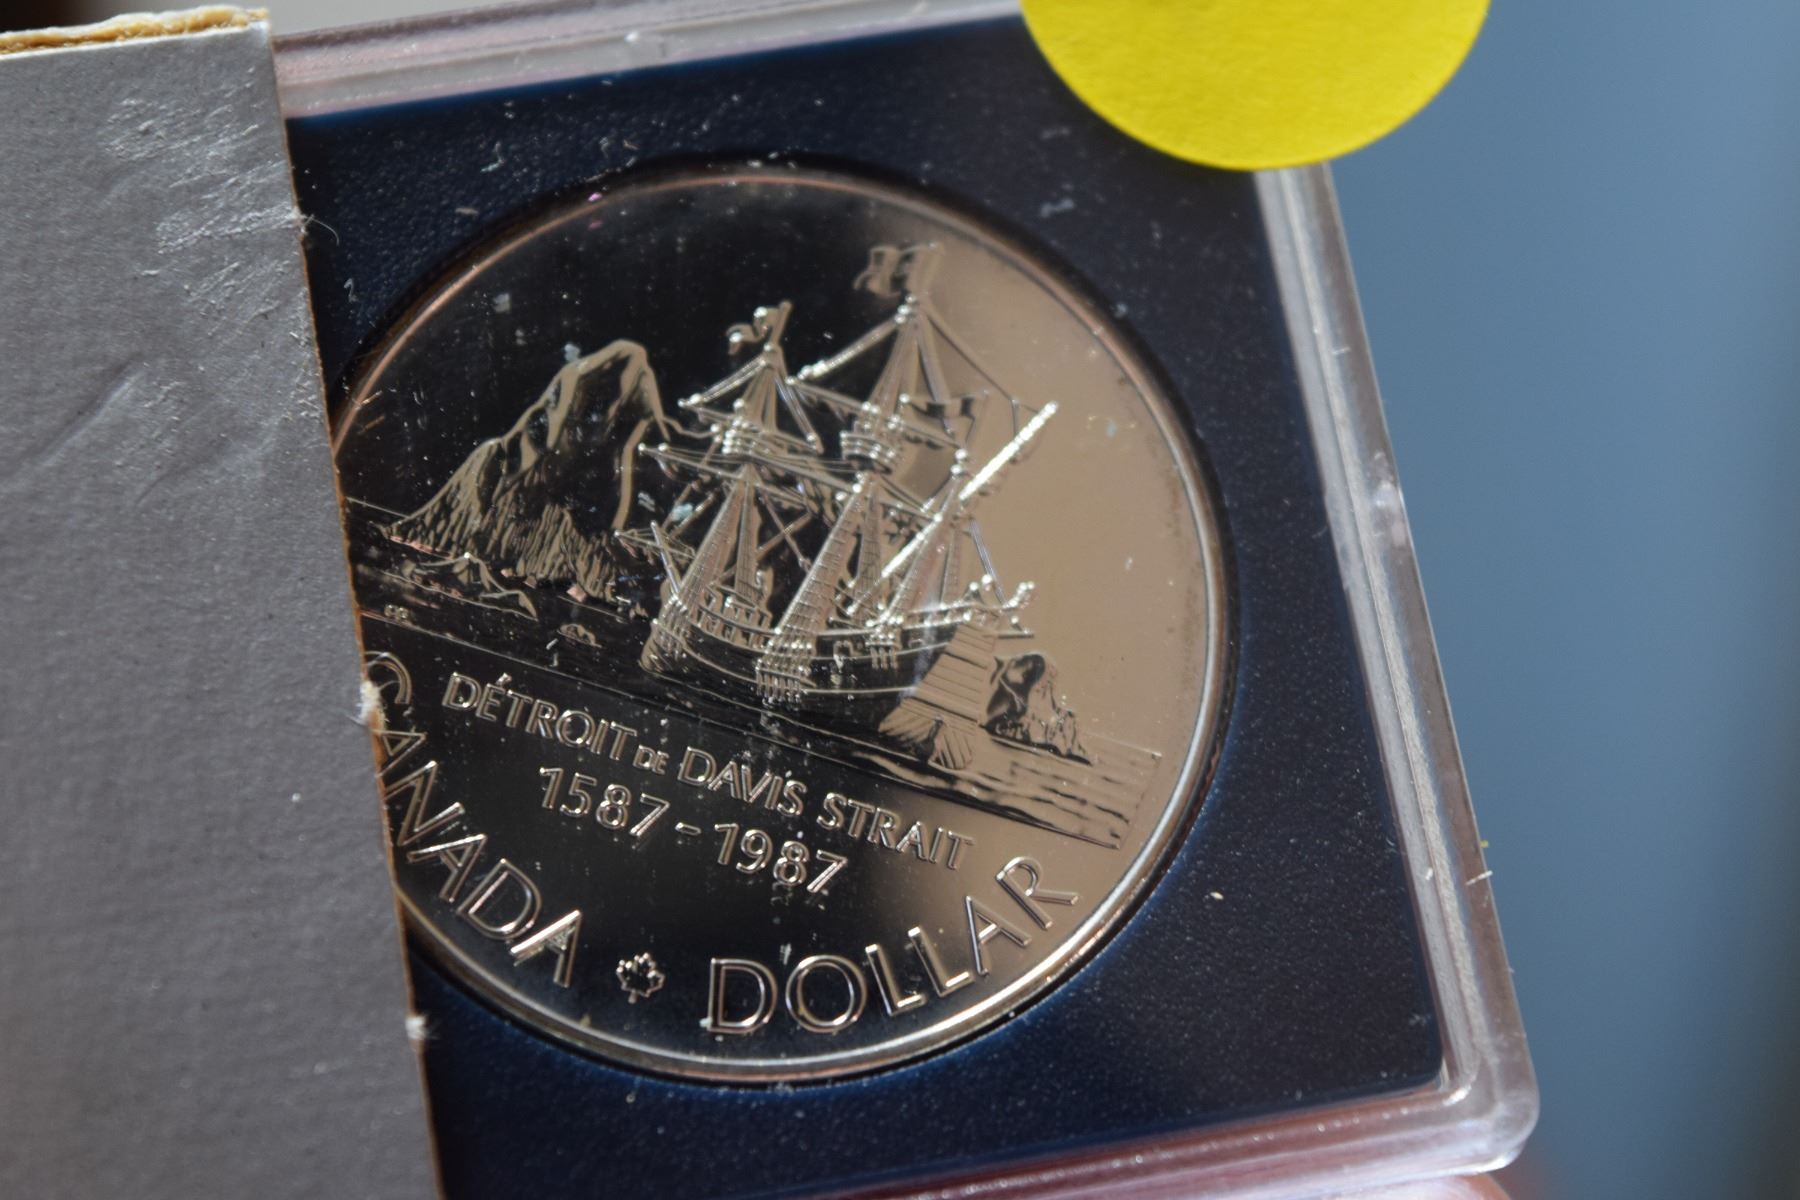 DÉTROIT DE DAVIS STRAIT
1587 - 1987
CANADA DOLLAR